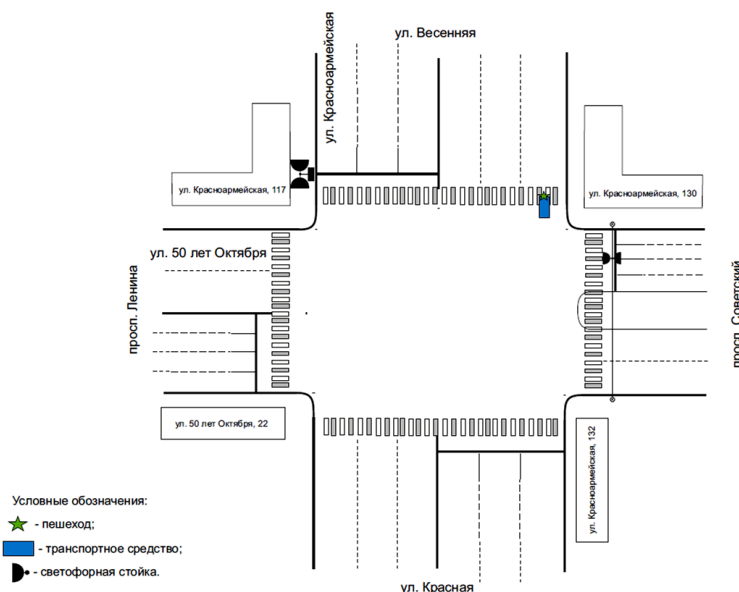 ул. Весенняя
ул. Красноармейская
ул. Красноармейская, 117
ул. Красноармейская, 130
ул. 50 лет Октября
просп. Ленина
просп. Советский
ул. 50 лет Октября, 22
ул. Красноармейская, 132
Условные обозначения:
- пешеход;
- транспортное средство;
- светофорная стойка.
ул. Красная